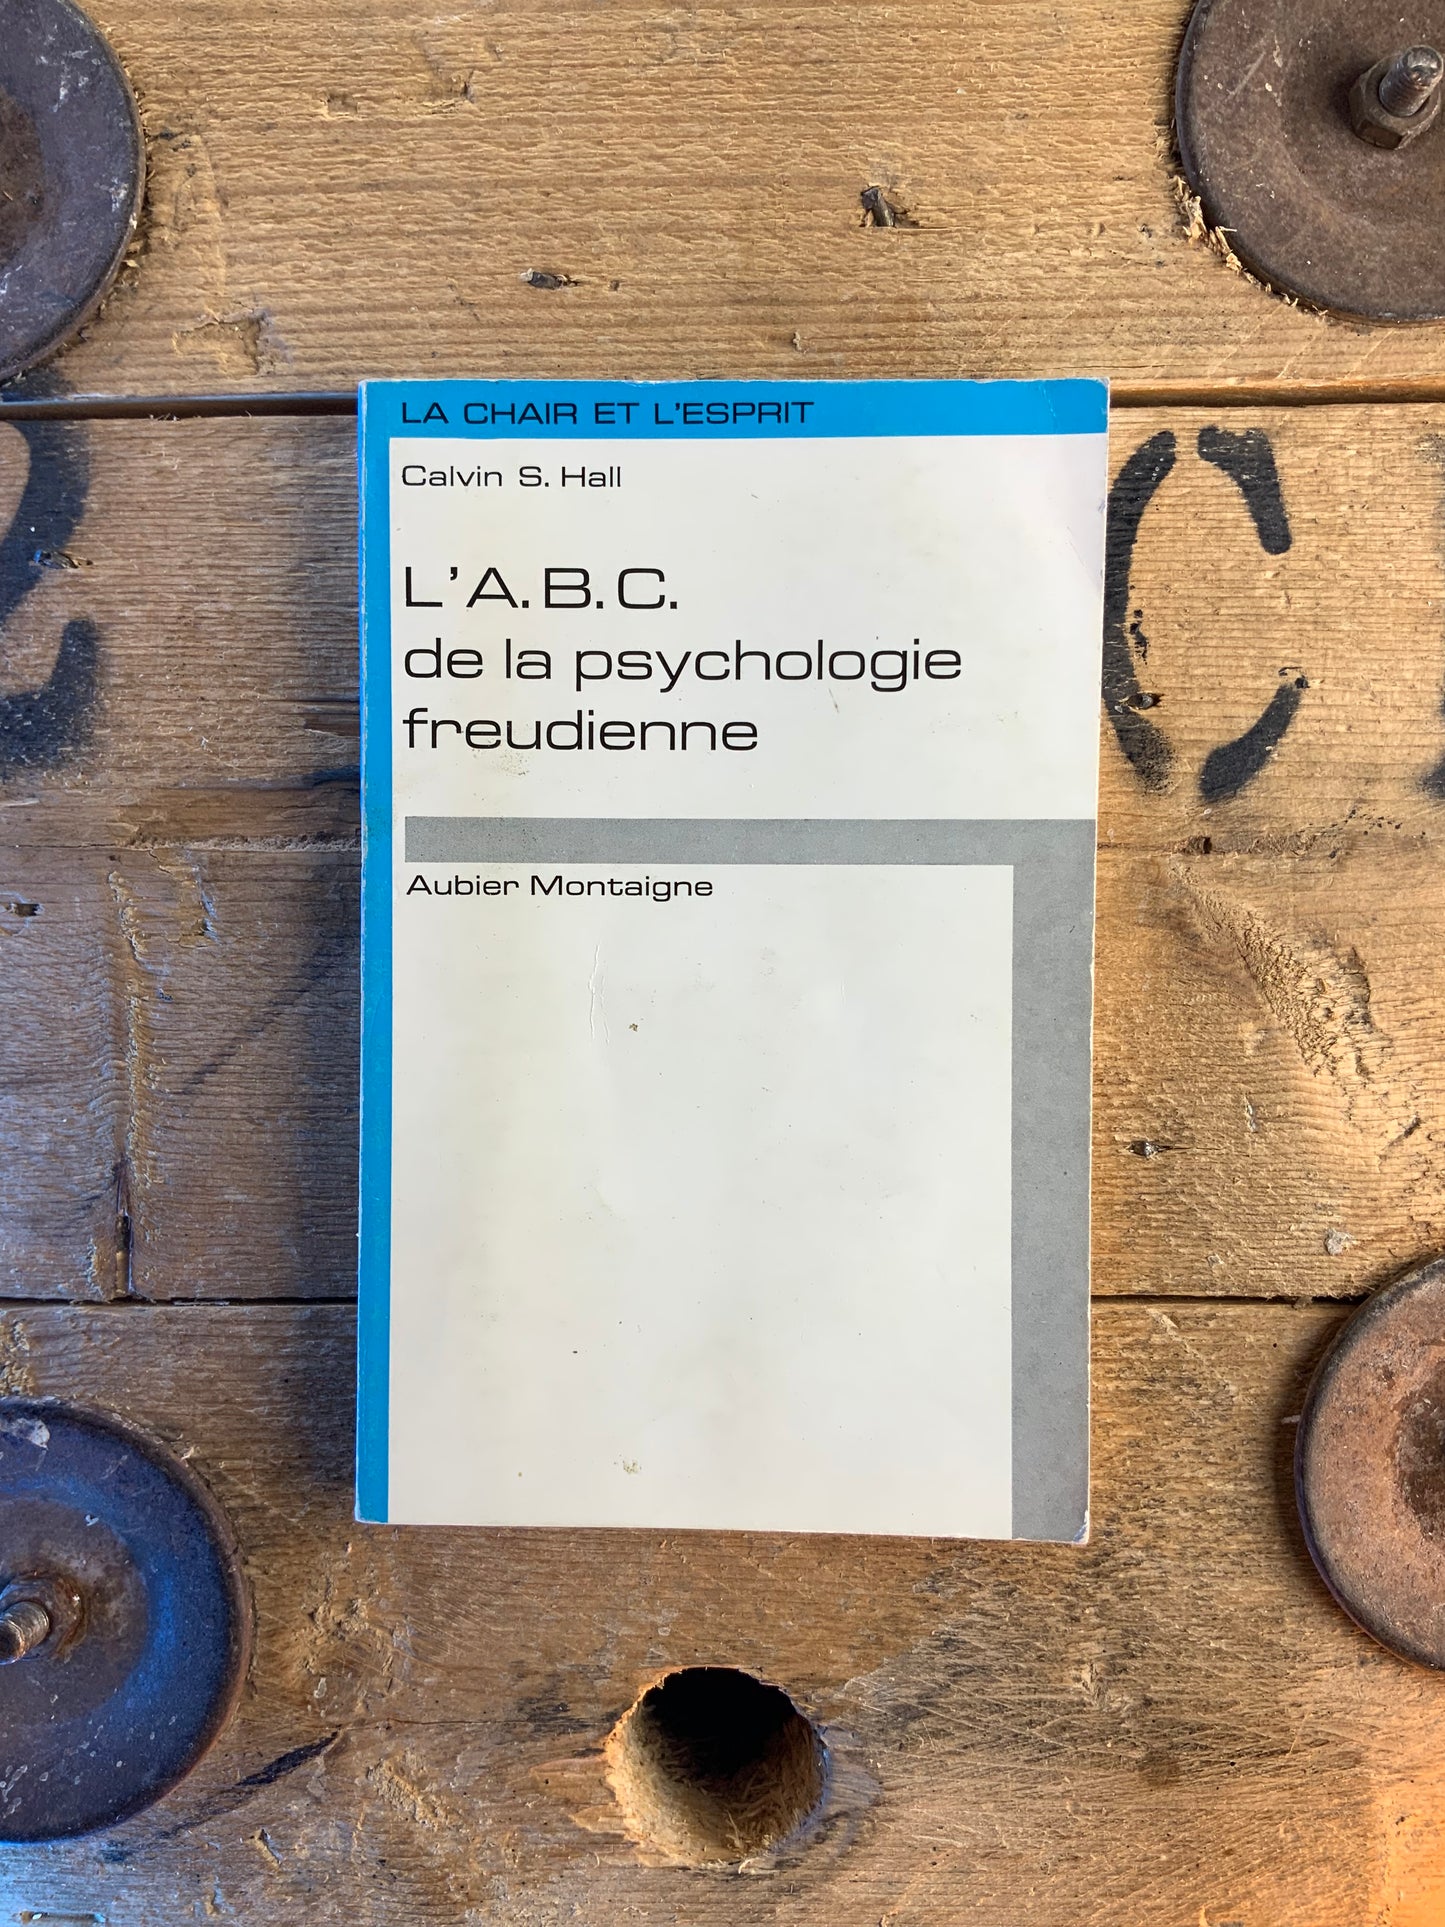 LA CHAIR ET L'ESPRIT
Calvin S. Hall
L'A.B.C.
de la psychologie
freudienne
Aubier Montaigne
C